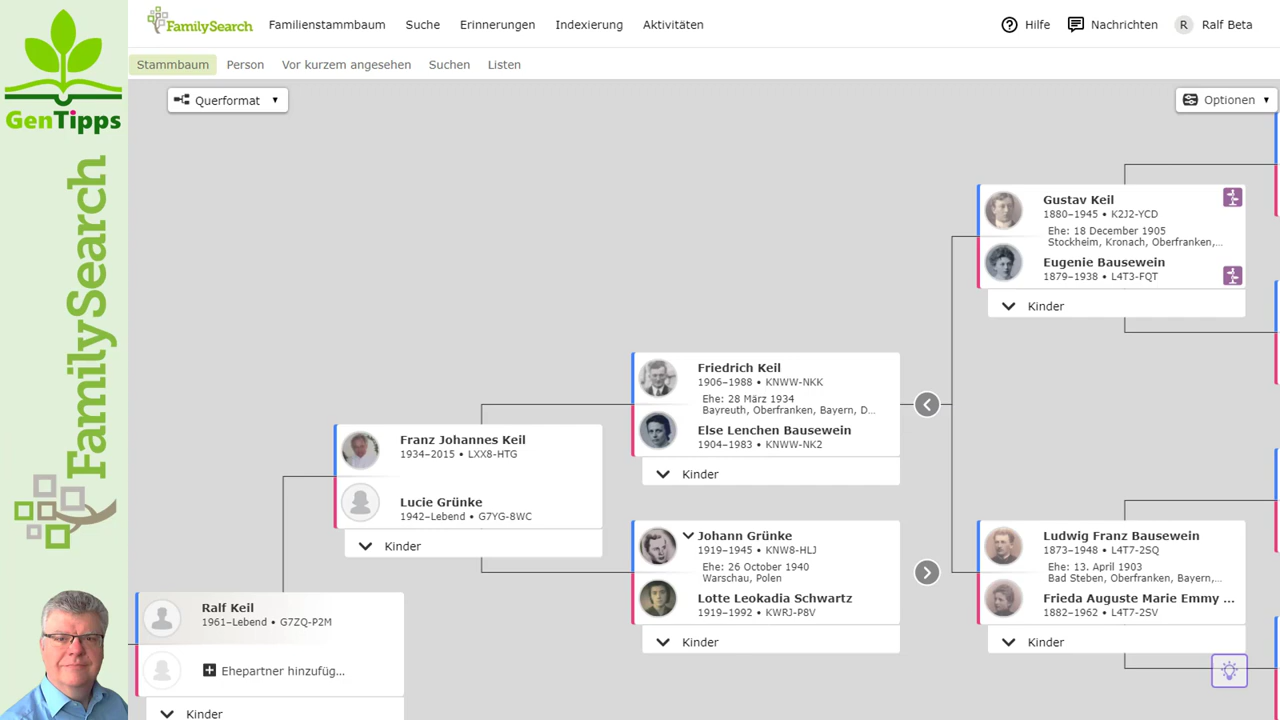 GenTipps
FamilySearch
FamilySearch
Familienstammbaum
Suche
Erinnerungen
Indexierung
Aktivitäten
Hilfe
Nachrichten
R
Ralf Beta
Stammbaum
Person
Vor kurzem angesehen
Suchen
Listen
Querformat
Optionen
Gustav Keil
1880–1945 • K2J2-YCD
Ehe: 18 December 1905
Stockheim, Kronach, Oberfranken,...
Eugenie Bausewein
1879–1938 • L4T3-FQT
Kinder
Friedrich Keil
1906–1988 • KNWW-NKK
Ehe: 28 März 1934
Bayreuth, Oberfranken, Bayern, D...
Else Lenchen Bausewein
1904–1983 • KNWW-NK2
Kinder
Franz Johannes Keil
1934–2015 • LXX8-HTG
Lucie Grünke
1942–Lebend • G7YG-8WC
Kinder
Johann Grünke
1919–1945 • KNW8-HLJ
Ehe: 26 October 1940
Warschau, Polen
Lotte Leokadia Schwartz
1919–1992 • KWRJ-P8V
Kinder
Ludwig Franz Bausewein
1873–1948 • L4T7-2SQ
Ehe: 13. April 1903
Bad Steben, Oberfranken, Bayern,...
Frieda Auguste Marie Emmy ...
1882–1962 • L4T7-2SV
Kinder
Ralf Keil
1961–Lebend • G7ZQ-P2M
Ehepartner hinzufüg...
Kinder